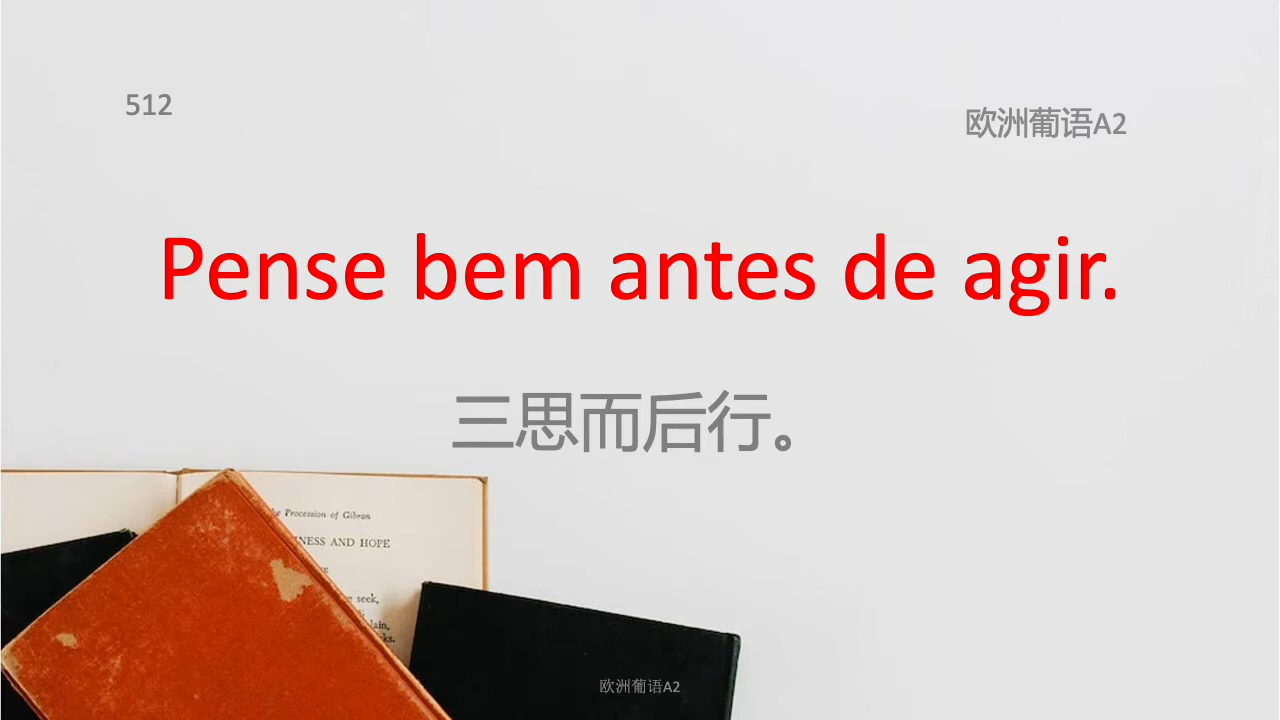 512
欧洲葡语A2
Pense bem antes de agir.
三思而后行。
Procession of Gibran
NESS AND HOPE
seek,
欧洲葡语A2